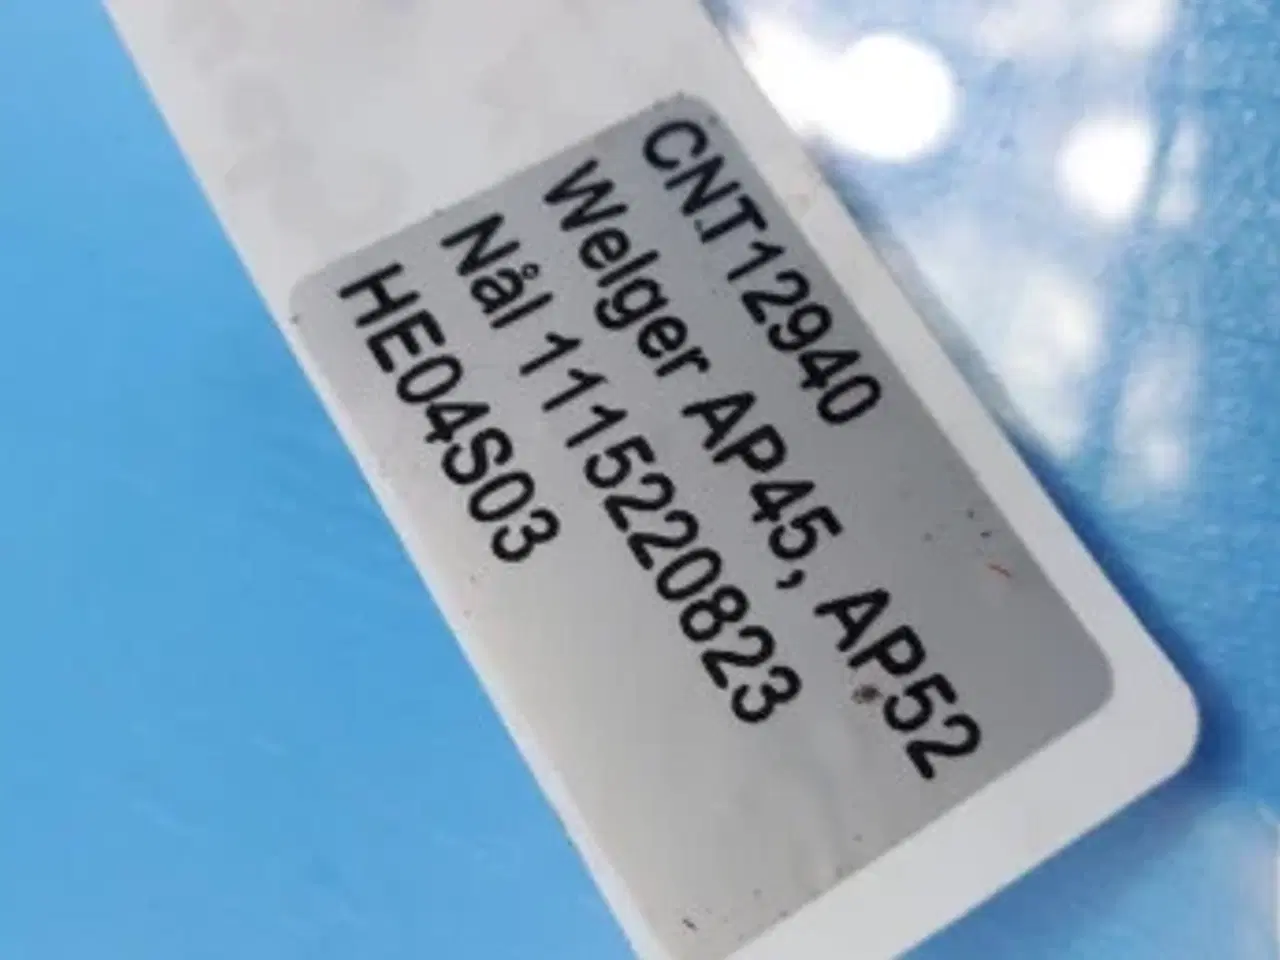 CNT12940
Welger AP45, AP52
Nål 1115220823
HE04S03